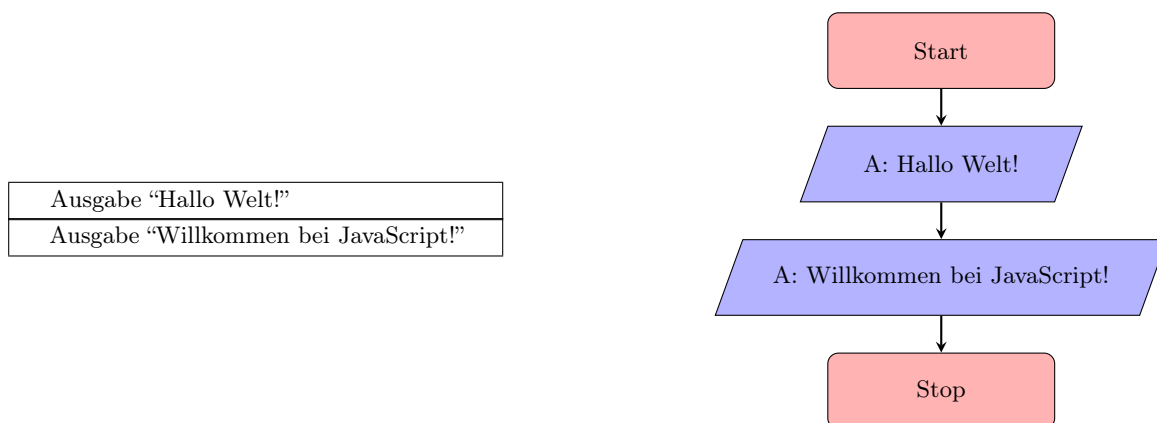 Ausgabe “Hallo Welt!”
Ausgabe “Willkommen bei JavaScript!”
Start
A: Hallo Welt!
A: Willkommen bei JavaScript!
Stop